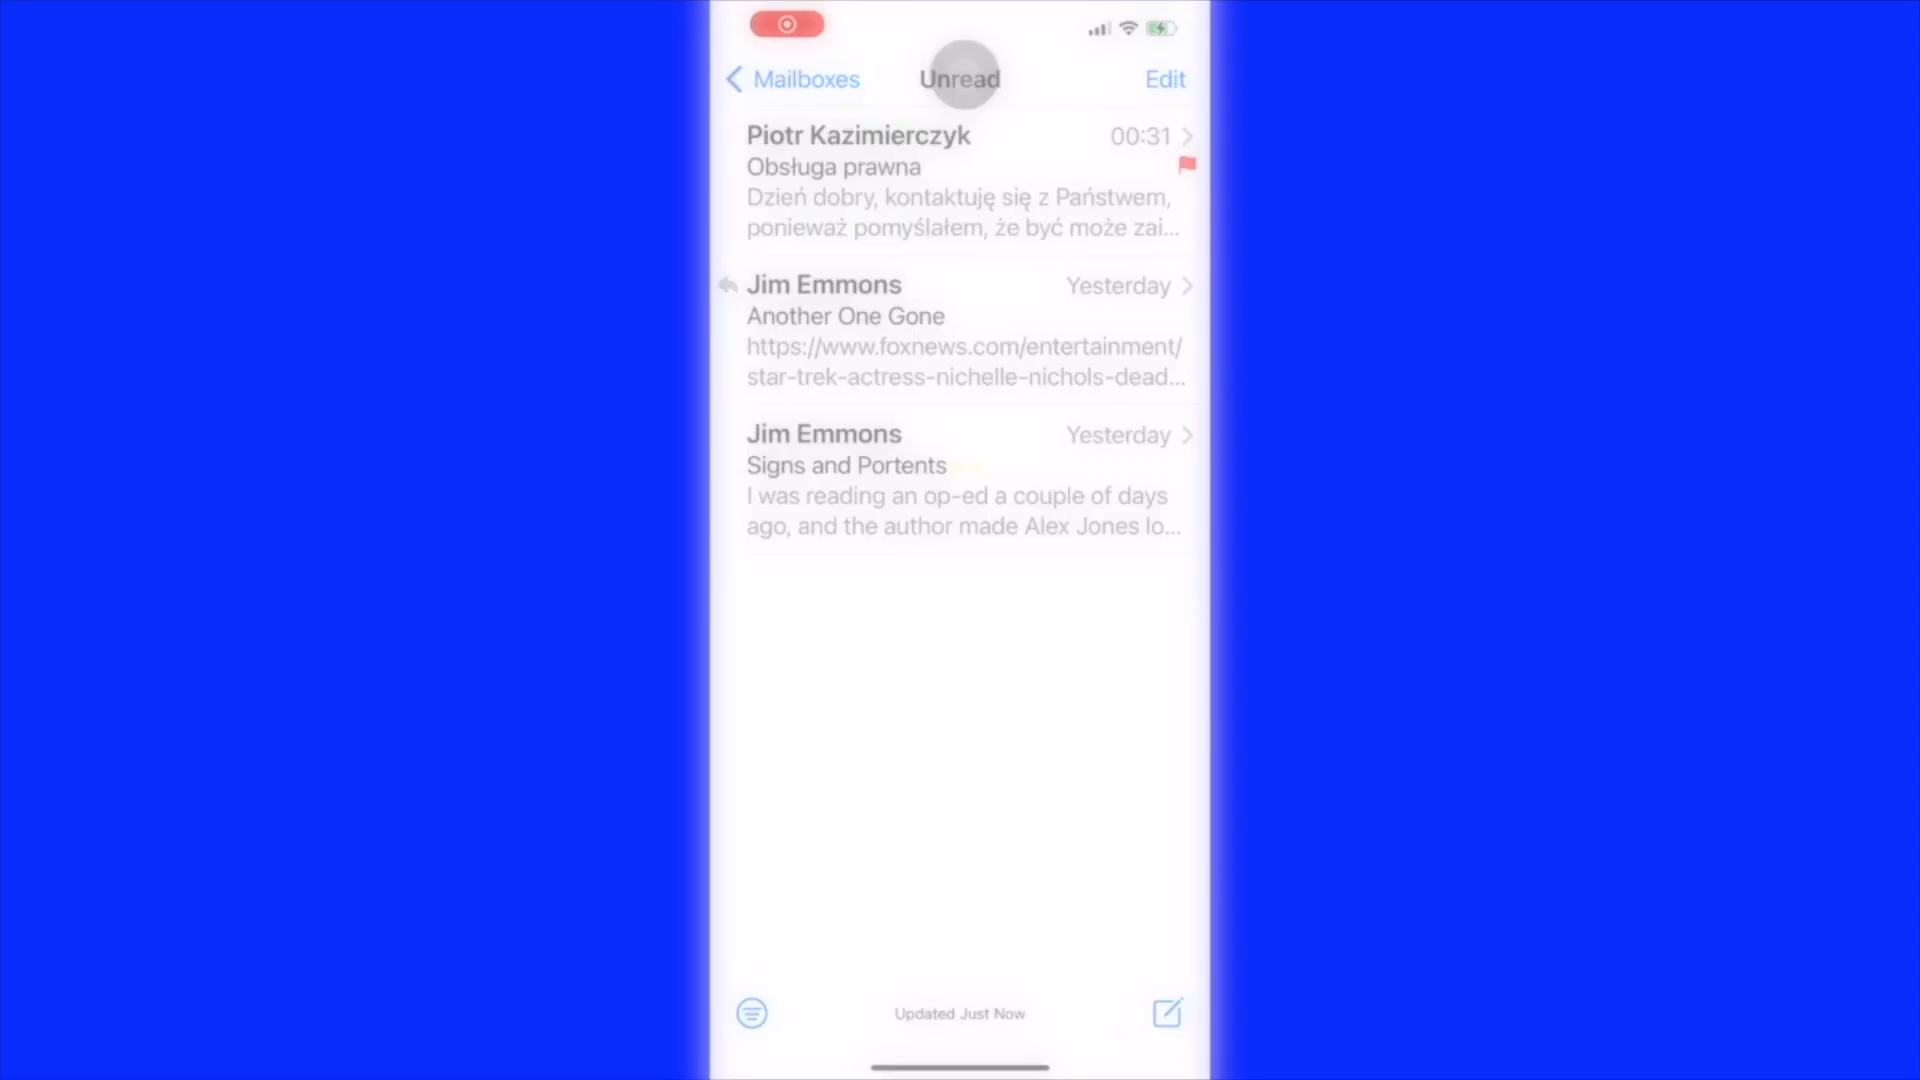 Mailboxes Unread Edit
Piotr Kazimierczyk 00:31
Obsługa prawna
Dzień dobry, kontaktuję się z Państwem,
ponieważ pomyślałem, że być może zai...
Jim Emmons Yesterday
Another One Gone
https://www.foxnews.com/entertainment/
star-trek-actress-nichelle-nichols-dead...
Jim Emmons Yesterday
Signs and Portents
I was reading an op-ed a couple of days
ago, and the author made Alex Jones lo...
Updated Just Now